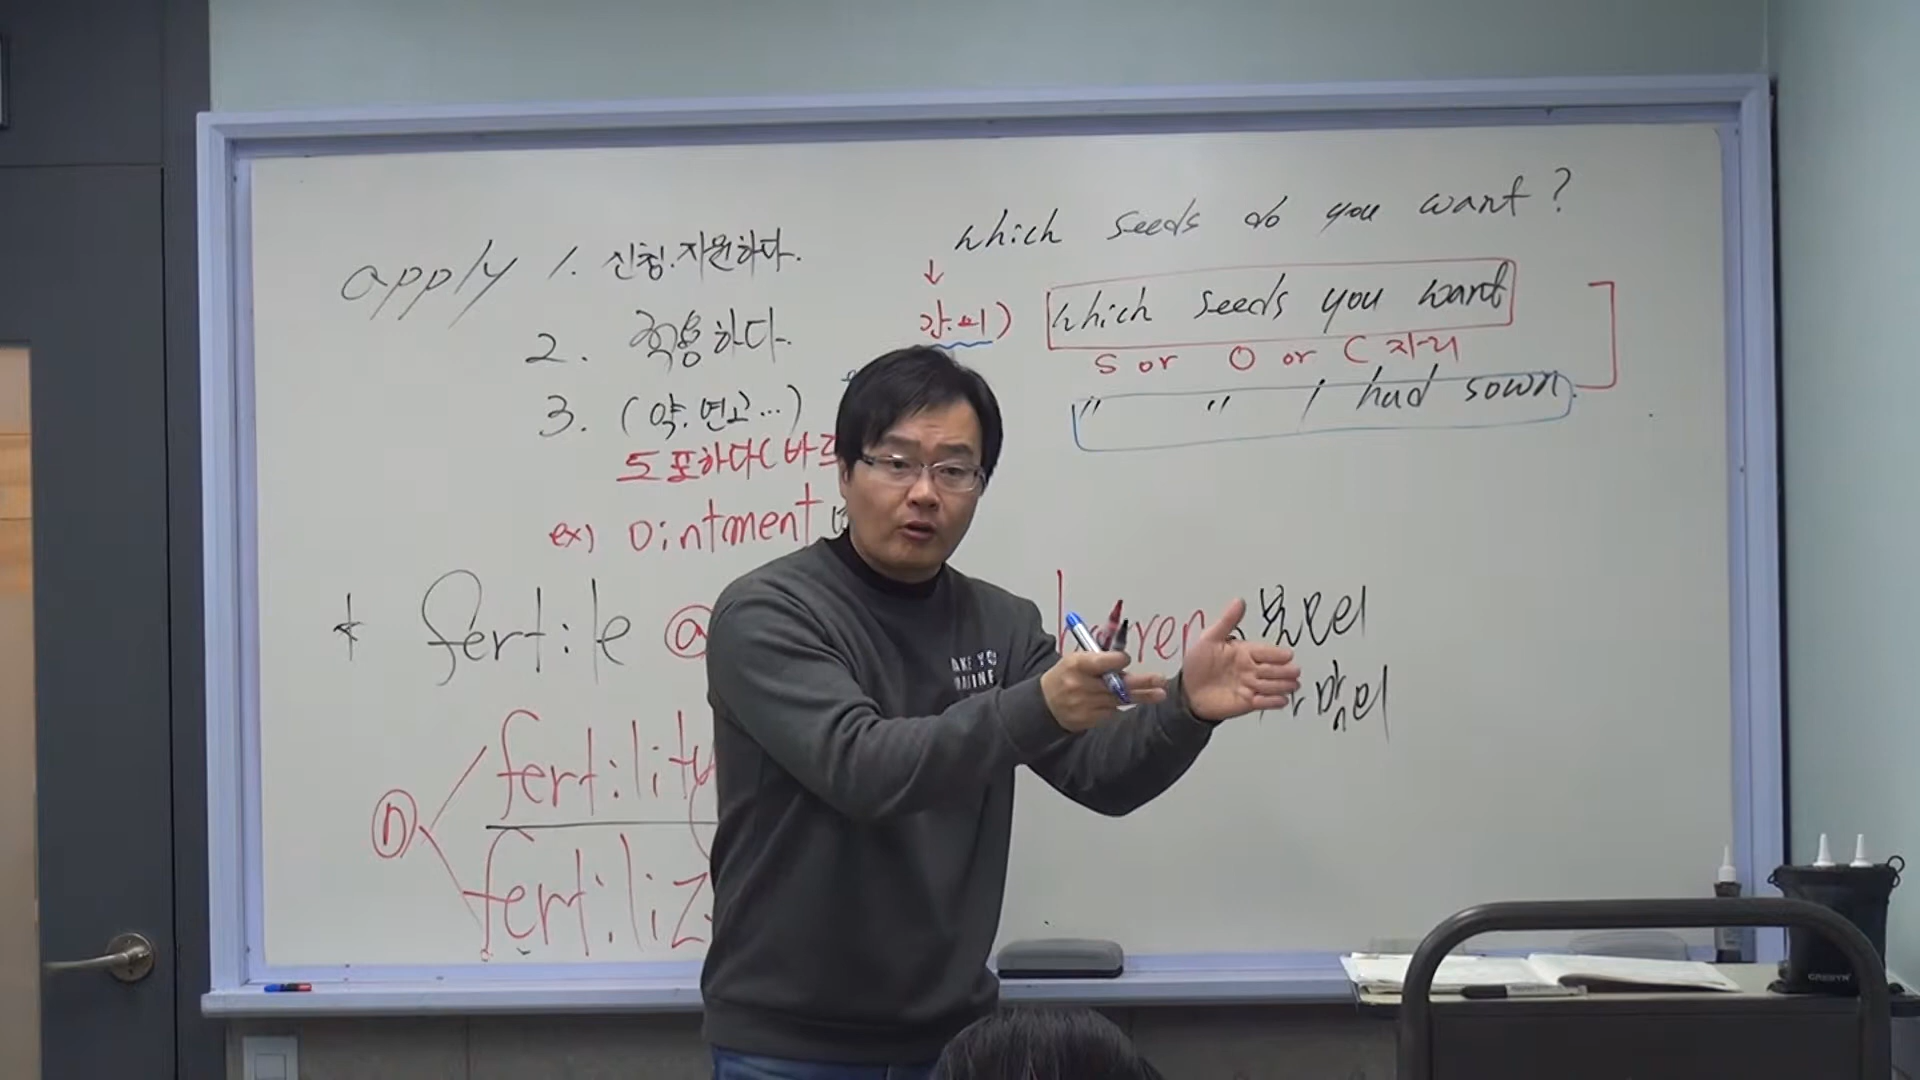 apply 1. 신청.지원하다.
2. 적용하다.
3. (약.연고...)
도포하다(바르
ex) Ointment
* fertile ⓐ
ⓝ fertility
fertiliz
which seeds do you want?
↓
간.의) which seeds you want
S or O or C 자리
" " I had sown.
barren 불모의